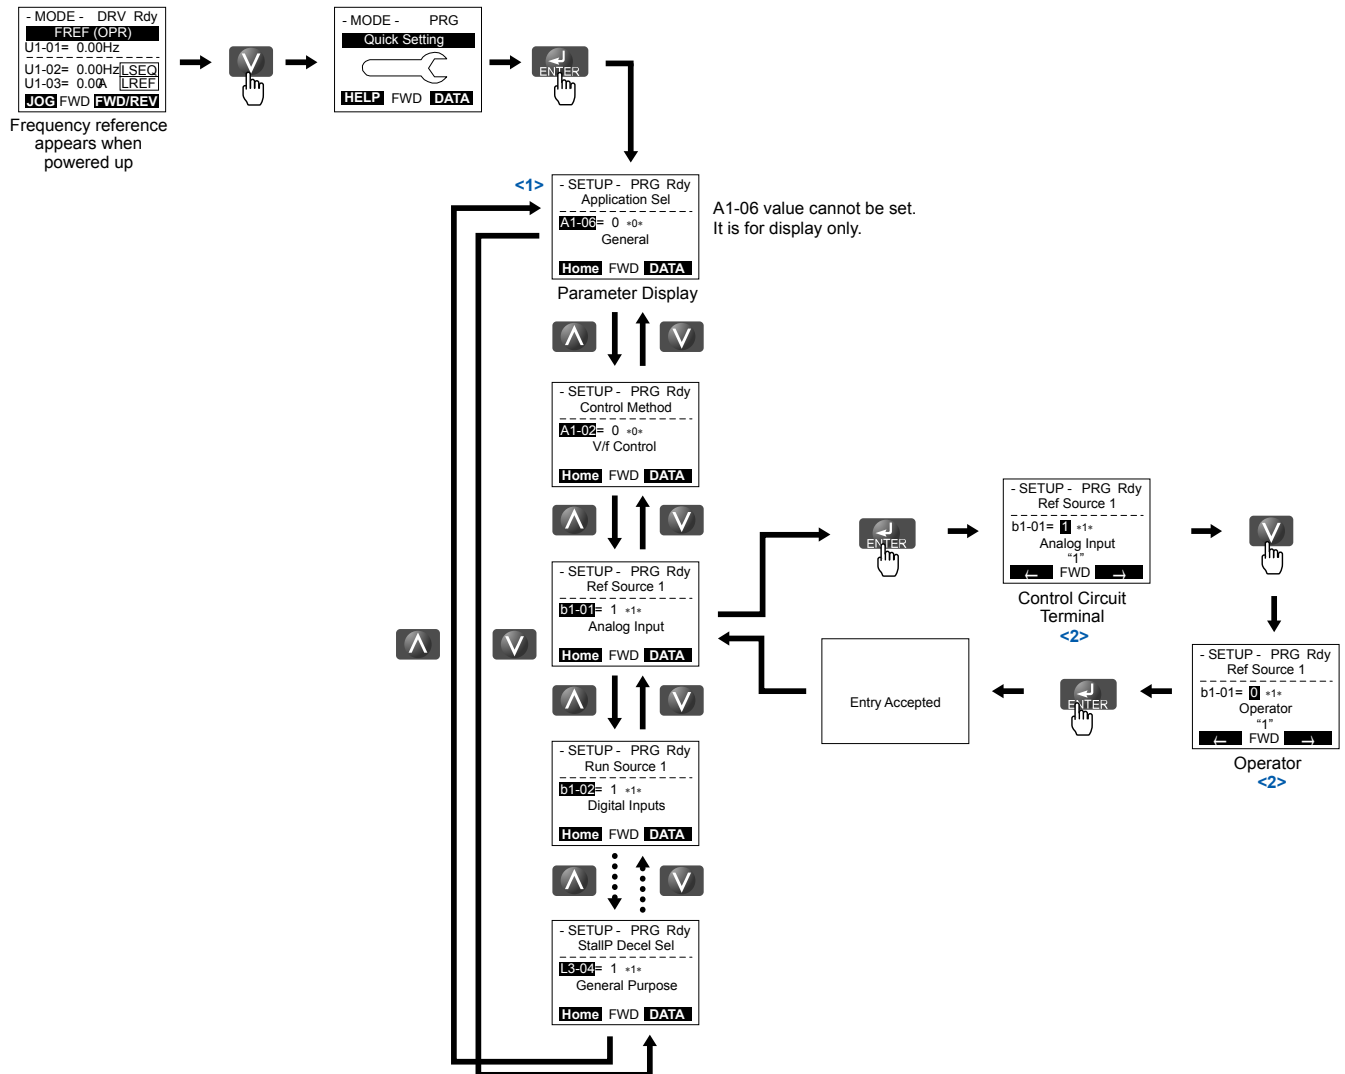 - MODE - DRV Rdy
FREF (OPR)
U1-01= 0.00Hz
U1-02= 0.00Hz LSEQ
U1-03= 0.00A LREF
JOG FWD FWD/REV
Frequency reference
appears when
powered up
- MODE - PRG
Quick Setting
HELP FWD DATA
ENTER
<1>
- SETUP - PRG Rdy
Application Sel
A1-06= 0 *0*
General
Home FWD DATA
Parameter Display
A1-06 value cannot be set.
It is for display only.
- SETUP - PRG Rdy
Control Method
A1-02= 0 *0*
V/f Control
Home FWD DATA
- SETUP - PRG Rdy
Ref Source 1
b1-01= 1 *1*
Analog Input
Home FWD DATA
ENTER
- SETUP - PRG Rdy
Ref Source 1
b1-01= 1 *1*
Analog Input
“1”
← FWD →
Control Circuit
Terminal
<2>
- SETUP - PRG Rdy
Ref Source 1
b1-01= 0 *1*
Operator
“1”
← FWD →
Operator
<2>
ENTER
Entry Accepted
- SETUP - PRG Rdy
Run Source 1
b1-02= 1 *1*
Digital Inputs
Home FWD DATA
- SETUP - PRG Rdy
StallP Decel Sel
L3-04= 1 *1*
General Purpose
Home FWD DATA